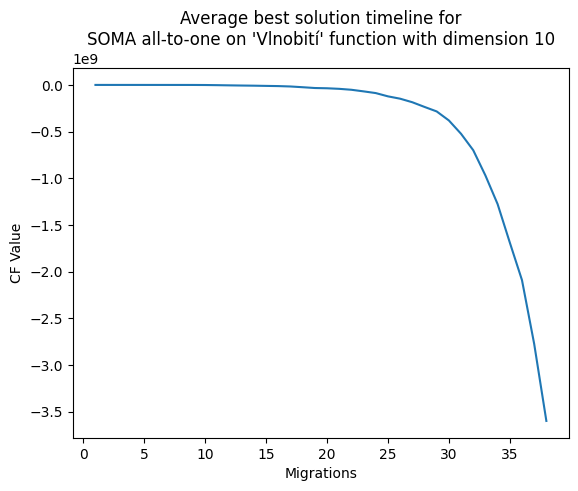 Average best solution timeline for
SOMA all-to-one on 'Vlnobití' function with dimension 10
1e9
0.0
−0.5
−1.0
−1.5
−2.0
−2.5
−3.0
−3.5
CF Value
0 5 10 15 20 25 30 35
Migrations